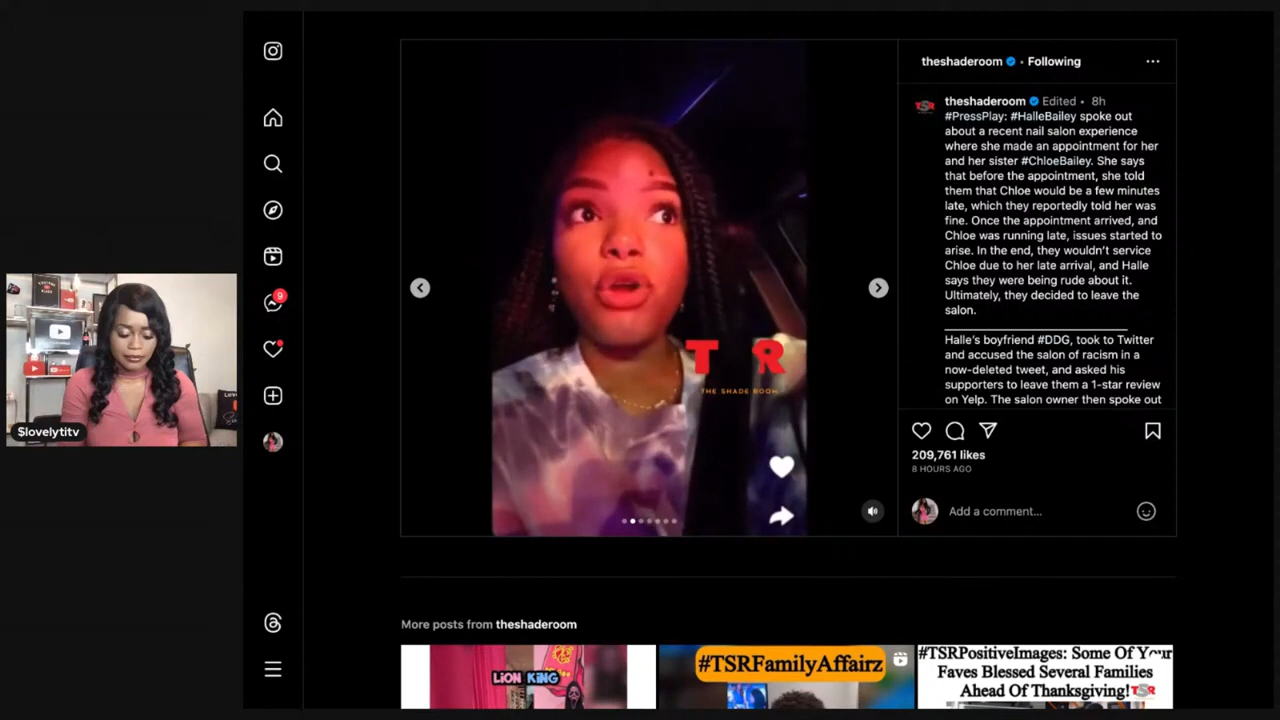 theshaderoom • Following
theshaderoom Edited • 8h
#PressPlay: #HalleBailey spoke out
about a recent nail salon experience
where she made an appointment for her
and her sister #ChloeBailey. She says
that before the appointment, she told
them that Chloe would be a few minutes
late, which they reportedly told her was
fine. Once the appointment arrived, and
Chloe was running late, issues started to
arise. In the end, they wouldn't service
Chloe due to her late arrival, and Halle
says they were being rude about it.
Ultimately, they decided to leave the
salon.
Halle's boyfriend #DDG, took to Twitter
and accused the salon of racism in a
now-deleted tweet, and asked his
supporters to leave them a 1-star review
on Yelp. The salon owner then spoke out
209,761 likes
8 HOURS AGO
Add a comment...
9
T R
THE SHADE ROOM
TSR
$lovelytitv
More posts from theshaderoom
LION KING
#TSRFamilyAffairz
#TSRPositiveImages: Some Of Your
Faves Blessed Several Families
Ahead Of Thanksgiving!
TSR